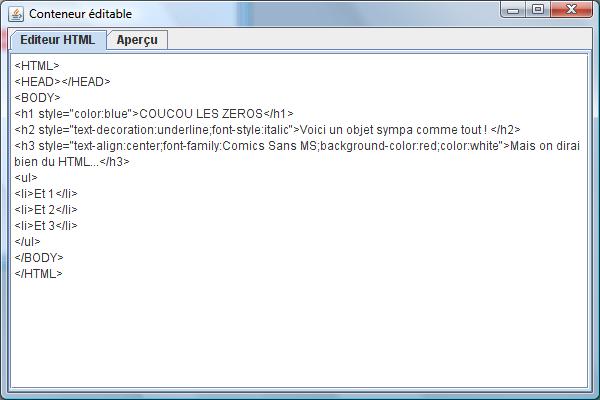 Conteneur éditable
Editeur HTML Aperçu
<HTML>
<HEAD></HEAD>
<BODY>
<h1 style="color:blue">COUCOU LES ZEROS</h1>
<h2 style="text-decoration:underline;font-style:italic">Voici un objet sympa comme tout ! </h2>
<h3 style="text-align:center;font-family:Comics Sans MS;background-color:red;color:white">Mais on dirai
bien du HTML...</h3>
<ul>
<li>Et 1</li>
<li>Et 2</li>
<li>Et 3</li>
</ul>
</BODY>
</HTML>